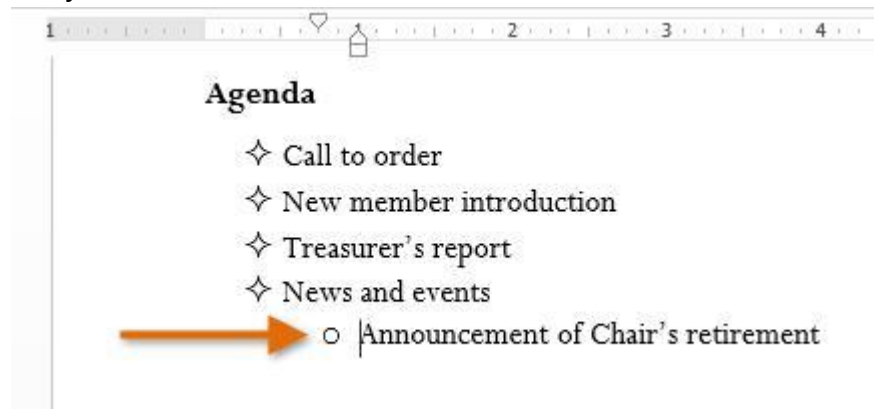 1 1 2 3 4
Agenda
✧ Call to order
✧ New member introduction
✧ Treasurer’s report
✧ News and events
○ Announcement of Chair’s retirement